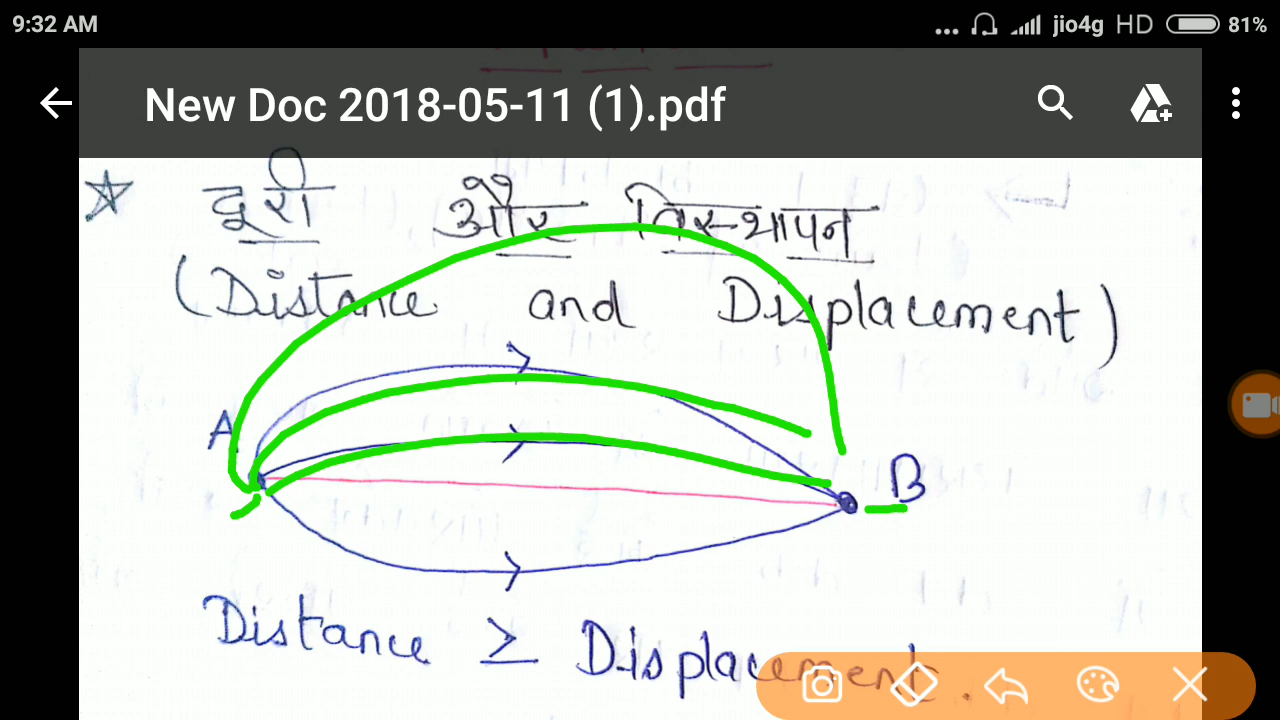 9:32 AM ... jio4g HD 81%
New Doc 2018-05-11 (1).pdf
दूरी और विस्थापन
(Distance and Displacement)
A
B
Distance ≥ Displacement.